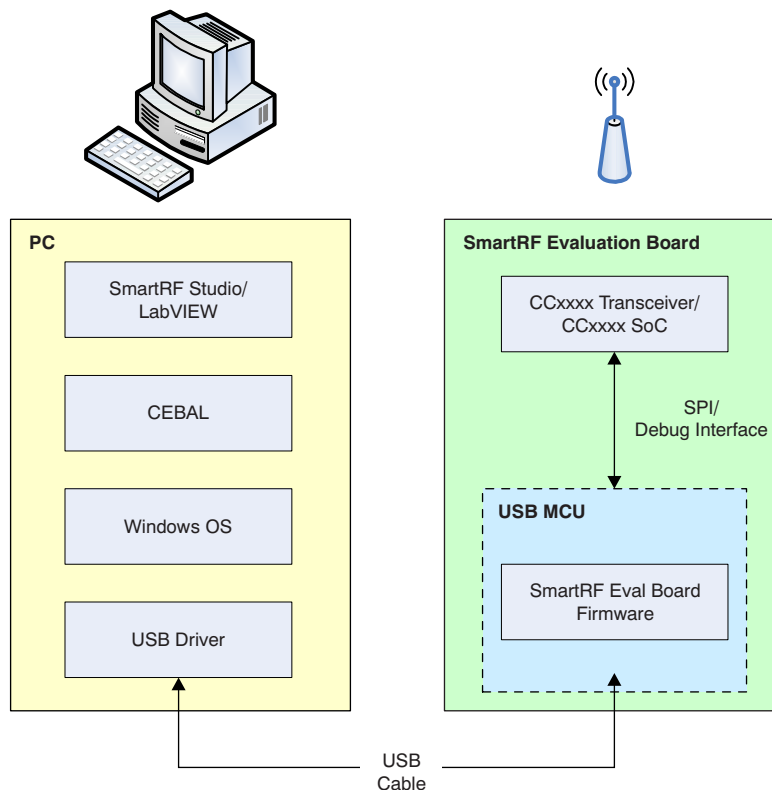 PC
SmartRF Studio/
LabVIEW
CEBAL
Windows OS
USB Driver
SmartRF Evaluation Board
CCxxxx Transceiver/
CCxxxx SoC
SPI/
Debug Interface
USB MCU
SmartRF Eval Board
Firmware
USB
Cable